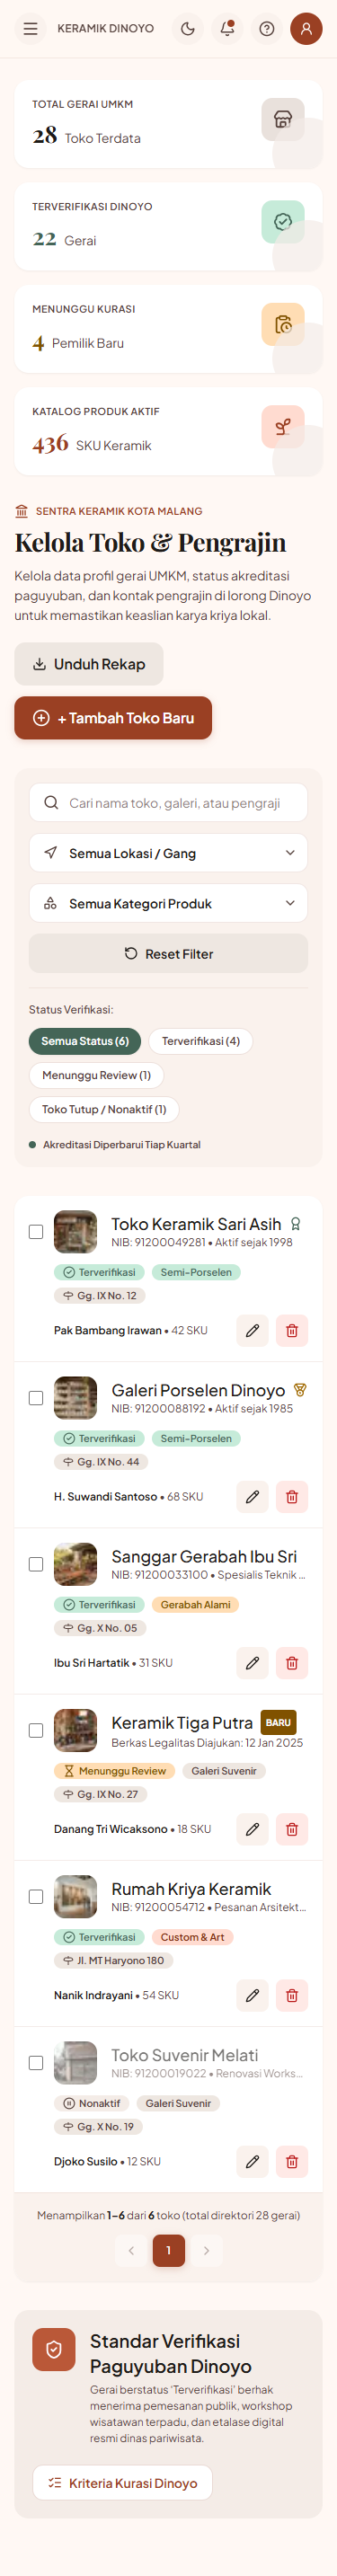 KERAMIK DINOYO
TOTAL GERAI UMKM
28 Toko Terdata
TERVERIFIKASI DINOYO
22 Gerai
MENUNGGU KURASI
4 Pemilik Baru
KATALOG PRODUK AKTIF
436 SKU Keramik
SENTRA KERAMIK KOTA MALANG
Kelola Toko & Pengrajin
Kelola data profil gerai UMKM, status akreditasi
paguyuban, dan kontak pengrajin di lorong Dinoyo
untuk memastikan keaslian karya kriya lokal.
Unduh Rekap
+ Tambah Toko Baru
Cari nama toko, galeri, atau pengraji
Semua Lokasi / Gang
Semua Kategori Produk
Reset Filter
Status Verifikasi:
Semua Status (6)
Terverifikasi (4)
Menunggu Review (1)
Toko Tutup / Nonaktif (1)
Akreditasi Diperbarui Tiap Kuartal
Toko Keramik Sari Asih
NIB: 91200049281 • Aktif sejak 1998
Terverifikasi
Semi-Porselen
Gg. IX No. 12
Pak Bambang Irawan • 42 SKU
Galeri Porselen Dinoyo
NIB: 91200088192 • Aktif sejak 1985
Terverifikasi
Semi-Porselen
Gg. IX No. 44
H. Suwandi Santoso • 68 SKU
Sanggar Gerabah Ibu Sri
NIB: 91200033100 • Spesialis Teknik ...
Terverifikasi
Gerabah Alami
Gg. X No. 05
Ibu Sri Hartatik • 31 SKU
Keramik Tiga Putra BARU
Berkas Legalitas Diajukan: 12 Jan 2025
Menunggu Review
Galeri Suvenir
Gg. IX No. 27
Danang Tri Wicaksono • 18 SKU
Rumah Kriya Keramik
NIB: 91200054712 • Pesanan Arsitekt...
Terverifikasi
Custom & Art
Jl. MT Haryono 180
Nanik Indrayani • 54 SKU
Toko Suvenir Melati
NIB: 91200019022 • Renovasi Works...
Nonaktif
Galeri Suvenir
Gg. X No. 19
Djoko Susilo • 12 SKU
Menampilkan 1–6 dari 6 toko (total direktori 28 gerai)
1
Standar Verifikasi
Paguyuban Dinoyo
Gerai berstatus 'Terverifikasi' berhak
menerima pemesanan publik, workshop
wisatawan terpadu, dan etalase digital
resmi dinas pariwisata.
Kriteria Kurasi Dinoyo